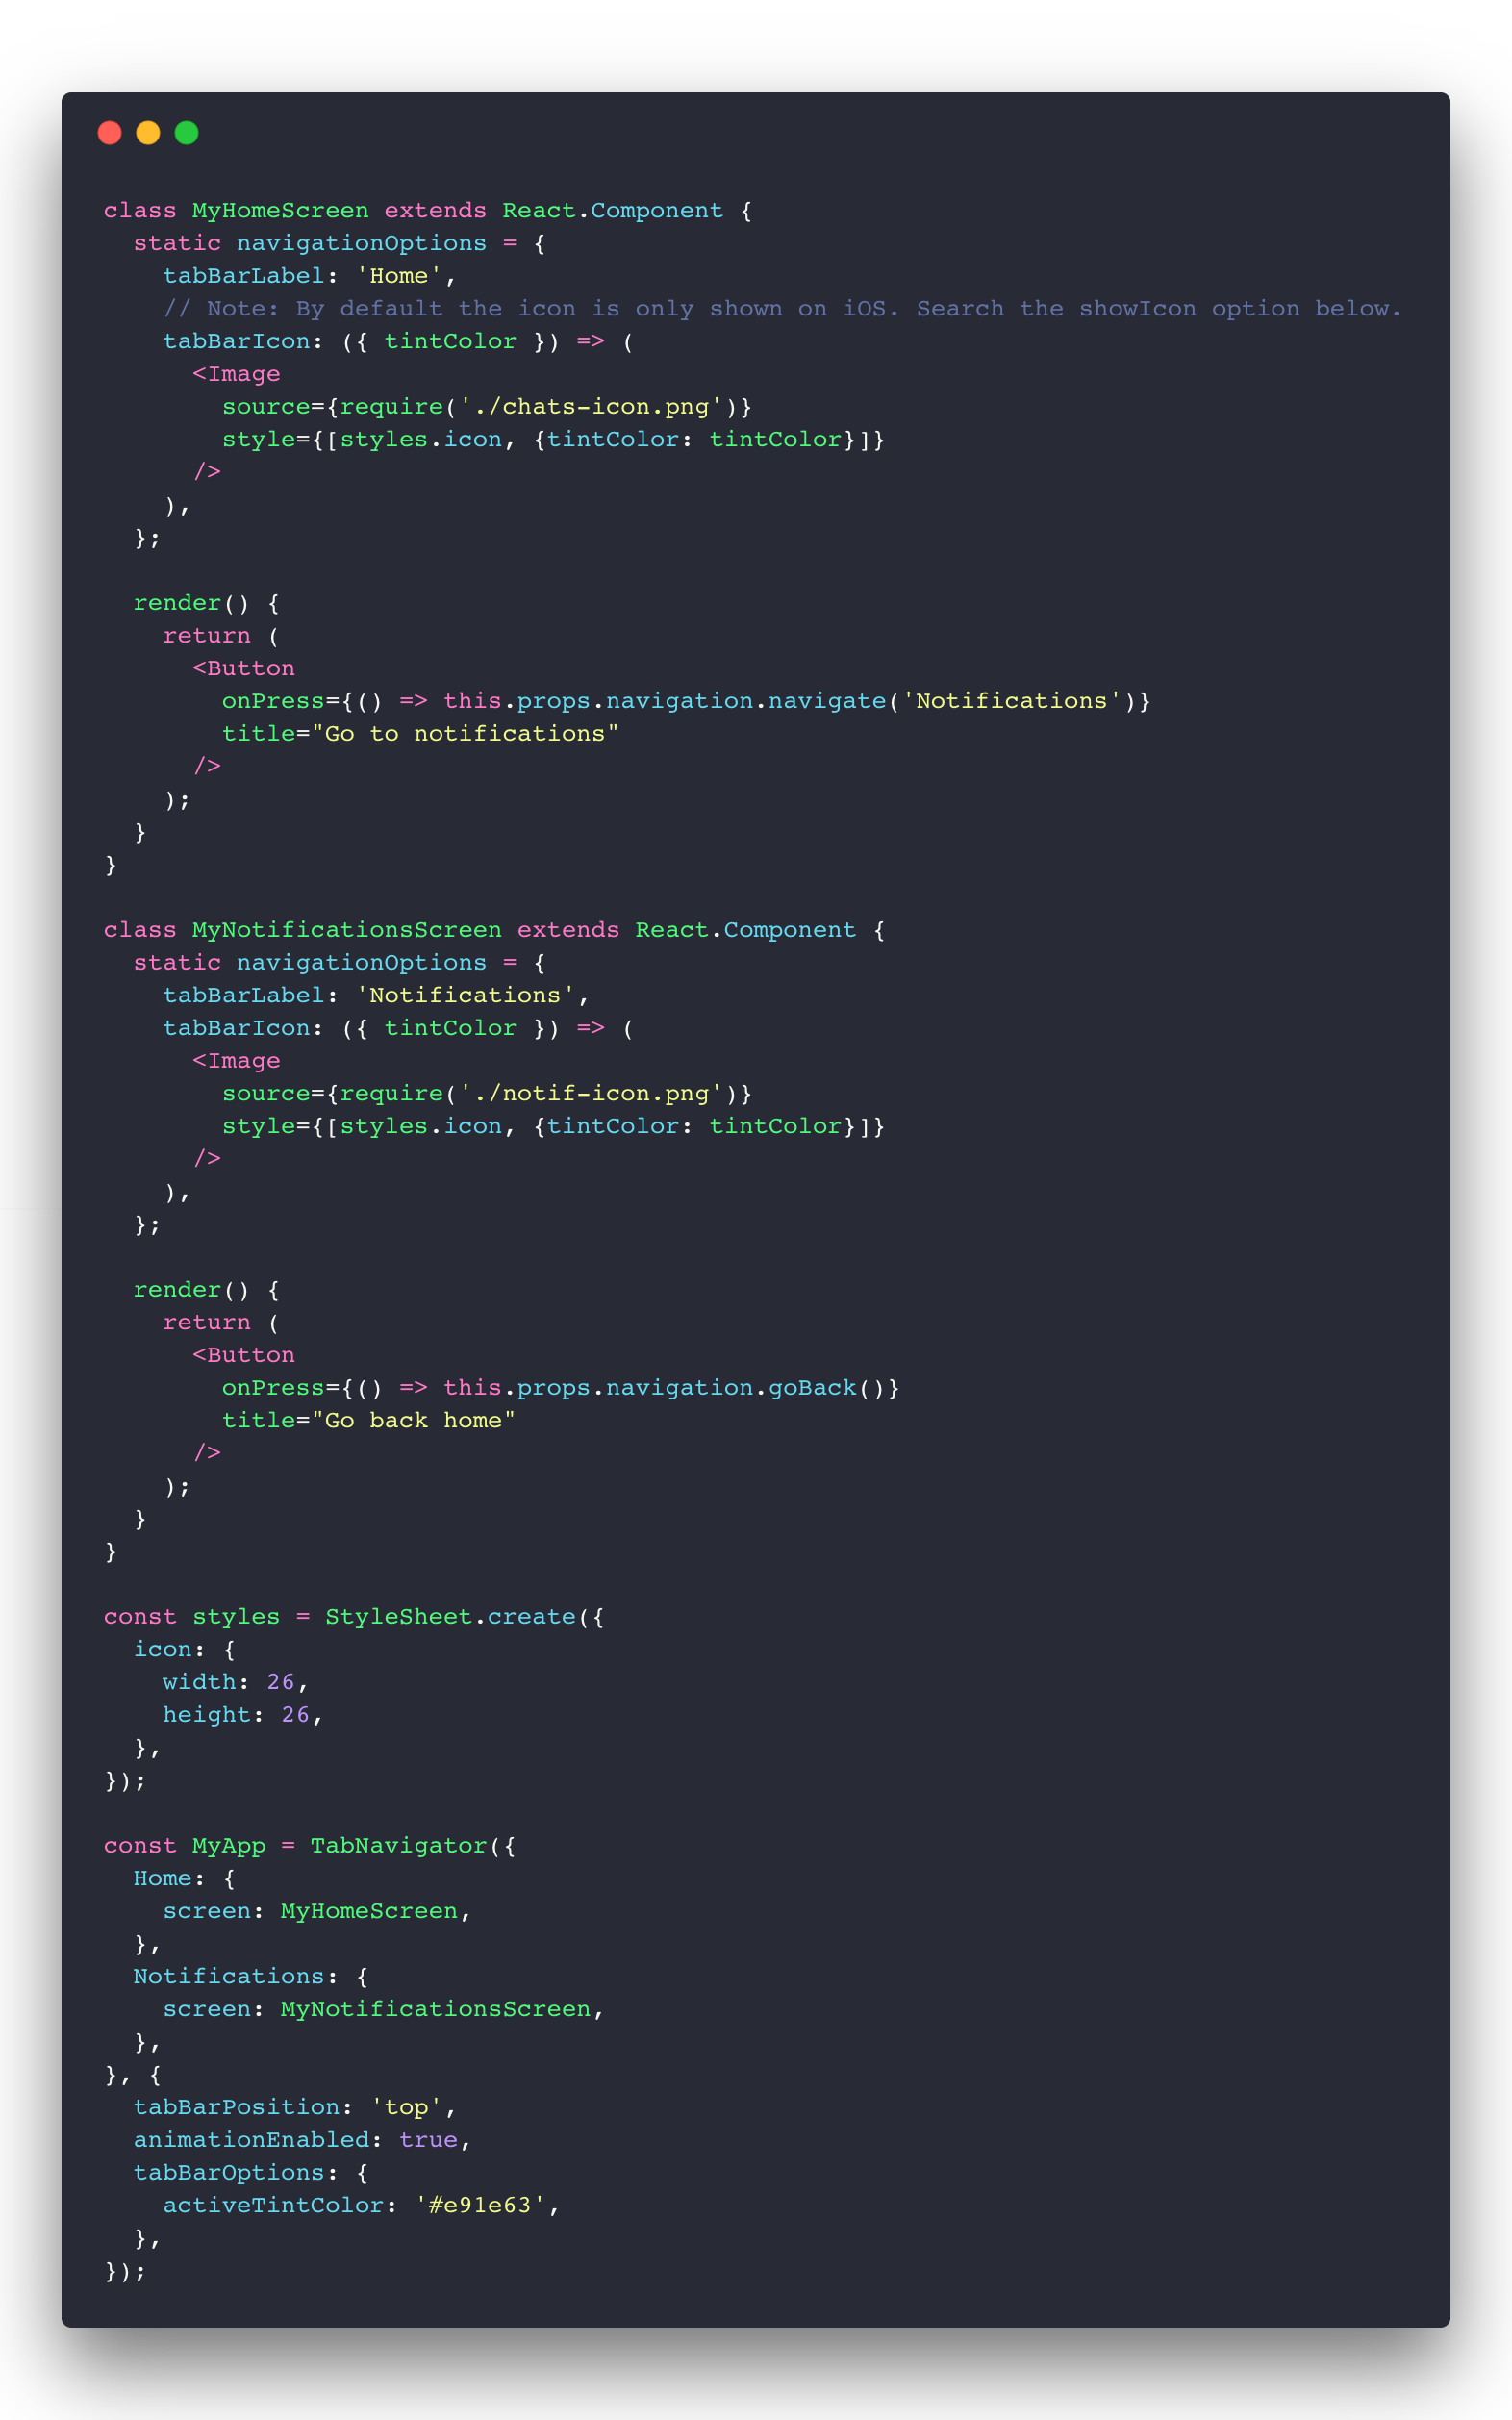 class MyHomeScreen extends React.Component {
  static navigationOptions = {
    tabBarLabel: 'Home',
    // Note: By default the icon is only shown on iOS. Search the showIcon option below.
    tabBarIcon: ({ tintColor }) => (
      <Image
        source={require('./chats-icon.png')}
        style={[styles.icon, {tintColor: tintColor}]}
      />
    ),
  };

  render() {
    return (
      <Button
        onPress={() => this.props.navigation.navigate('Notifications')}
        title="Go to notifications"
      />
    );
  }
}

class MyNotificationsScreen extends React.Component {
  static navigationOptions = {
    tabBarLabel: 'Notifications',
    tabBarIcon: ({ tintColor }) => (
      <Image
        source={require('./notif-icon.png')}
        style={[styles.icon, {tintColor: tintColor}]}
      />
    ),
  };

  render() {
    return (
      <Button
        onPress={() => this.props.navigation.goBack()}
        title="Go back home"
      />
    );
  }
}

const styles = StyleSheet.create({
  icon: {
    width: 26,
    height: 26,
  },
});

const MyApp = TabNavigator({
  Home: {
    screen: MyHomeScreen,
  },
  Notifications: {
    screen: MyNotificationsScreen,
  },
}, {
  tabBarPosition: 'top',
  animationEnabled: true,
  tabBarOptions: {
    activeTintColor: '#e91e63',
  },
});